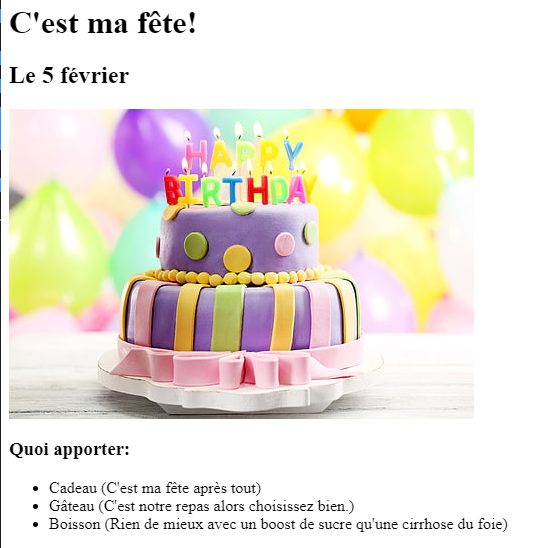 C'est ma fête!
Le 5 février
HAPPY
BIRTHDAY
Quoi apporter:
Cadeau (C'est ma fête après tout)
Gâteau (C'est notre repas alors choisissez bien.)
Boisson (Rien de mieux avec un boost de sucre qu'une cirrhose du foie)